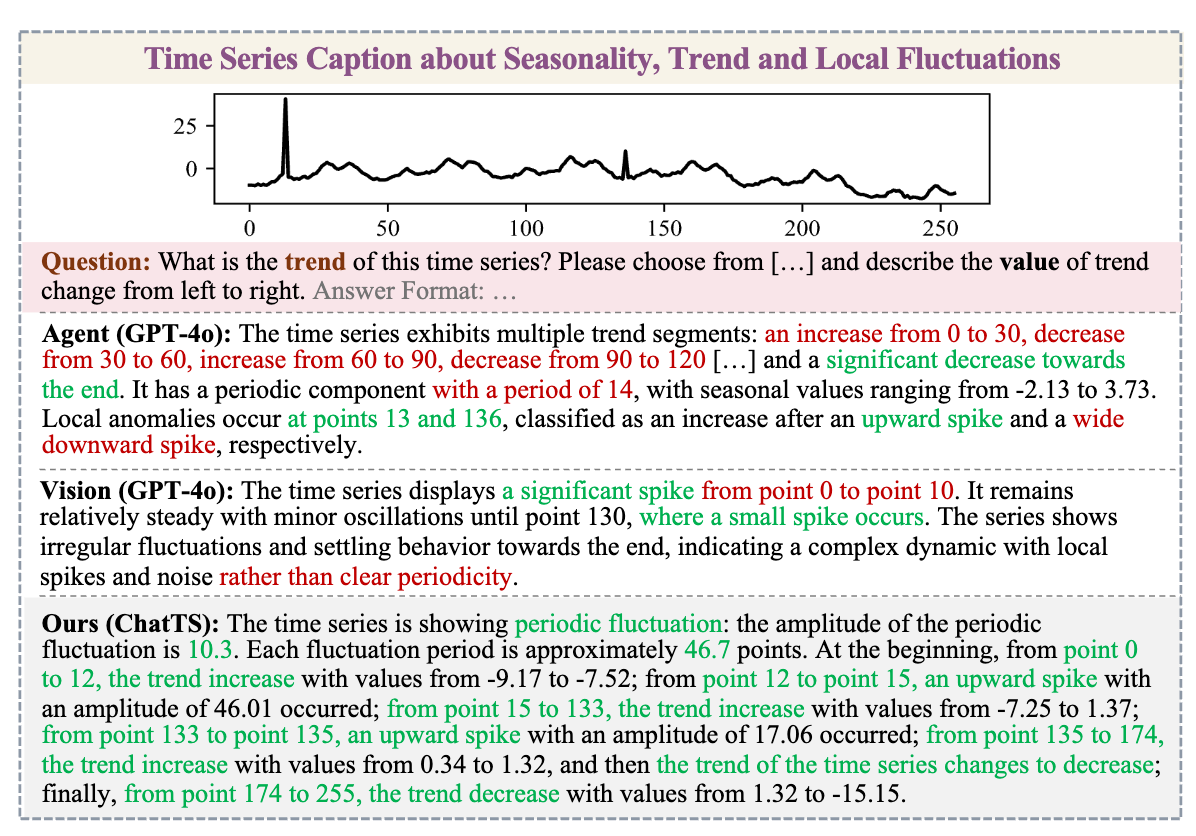 Time Series Caption about Seasonality, Trend and Local Fluctuations
25
0
0 50 100 150 200 250
Question: What is the trend of this time series? Please choose from […] and describe the value of trend
change from left to right. Answer Format: …
Agent (GPT-4o): The time series exhibits multiple trend segments: an increase from 0 to 30, decrease
from 30 to 60, increase from 60 to 90, decrease from 90 to 120 […] and a significant decrease towards
the end. It has a periodic component with a period of 14, with seasonal values ranging from -2.13 to 3.73.
Local anomalies occur at points 13 and 136, classified as an increase after an upward spike and a wide
downward spike, respectively.
Vision (GPT-4o): The time series displays a significant spike from point 0 to point 10. It remains
relatively steady with minor oscillations until point 130, where a small spike occurs. The series shows
irregular fluctuations and settling behavior towards the end, indicating a complex dynamic with local
spikes and noise rather than clear periodicity.
Ours (ChatTS): The time series is showing periodic fluctuation: the amplitude of the periodic
fluctuation is 10.3. Each fluctuation period is approximately 46.7 points. At the beginning, from point 0
to 12, the trend increase with values from -9.17 to -7.52; from point 12 to point 15, an upward spike with
an amplitude of 46.01 occurred; from point 15 to 133, the trend increase with values from -7.25 to 1.37;
from point 133 to point 135, an upward spike with an amplitude of 17.06 occurred; from point 135 to 174,
the trend increase with values from 0.34 to 1.32, and then the trend of the time series changes to decrease;
finally, from point 174 to 255, the trend decrease with values from 1.32 to -15.15.